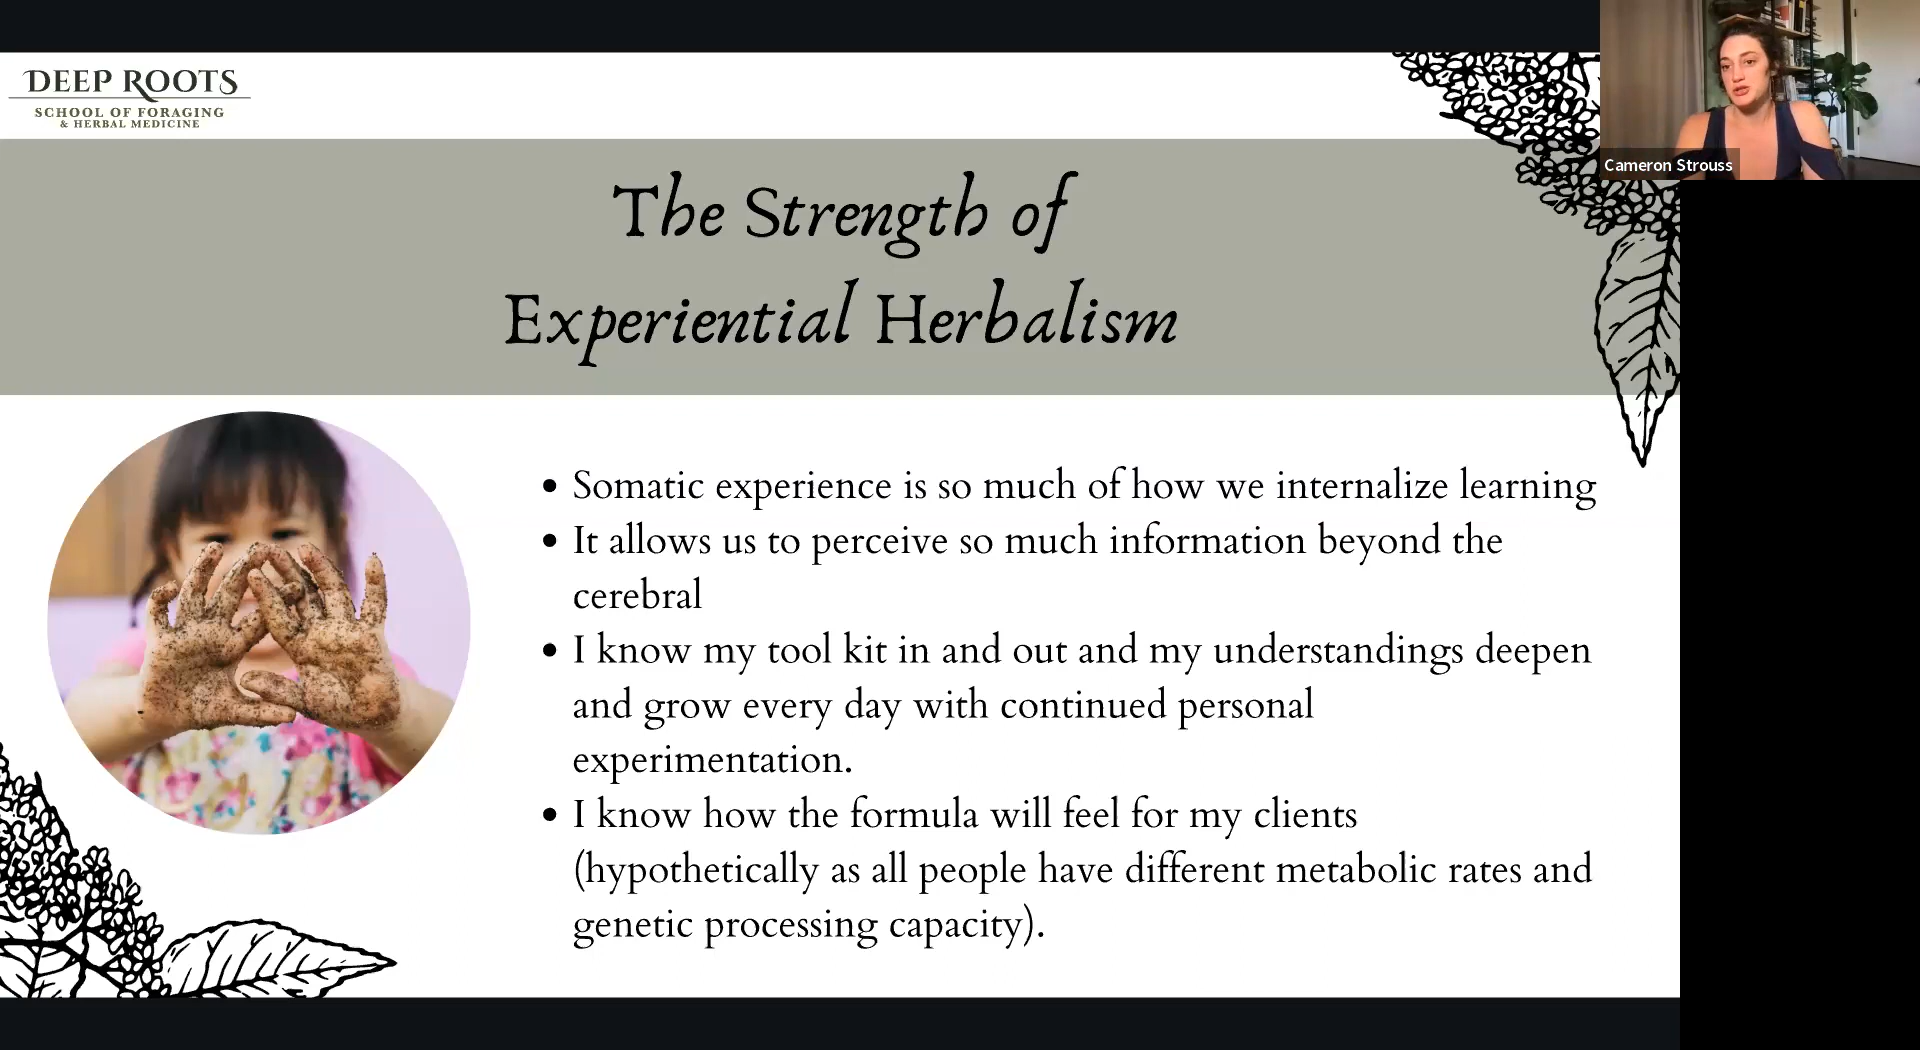 DEEP ROOTS
SCHOOL OF FORAGING
& HERBAL MEDICINE
Cameron Strouss
The Strength of
Experiential Herbalism
• Somatic experience is so much of how we internalize learning
• It allows us to perceive so much information beyond the
cerebral
• I know my tool kit in and out and my understandings deepen
and grow every day with continued personal
experimentation.
• I know how the formula will feel for my clients
(hypothetically as all people have different metabolic rates and
genetic processing capacity).